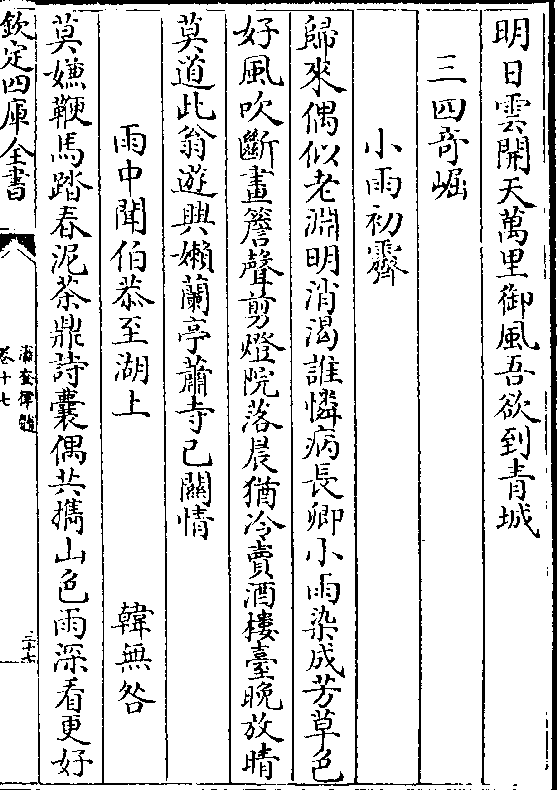 明日雲開天萬里御風吾欲到青城
三四奇崛
小雨初霽
歸來偶似老淵明消渴誰憐病長卿小雨染成芳草色
好風吹斷畫簷聲剪燈院落晨猶冷賣酒樓臺晚放晴
莫道此翁遊興嬾蘭亭蕭寺已關情
雨中聞伯恭至湖上 韓無咎
莫嫌鞭馬踏春泥茶鼎詩囊偶共攜山色雨深看更好
欽定四庫全書
瀛奎律髓
卷十七
三十七